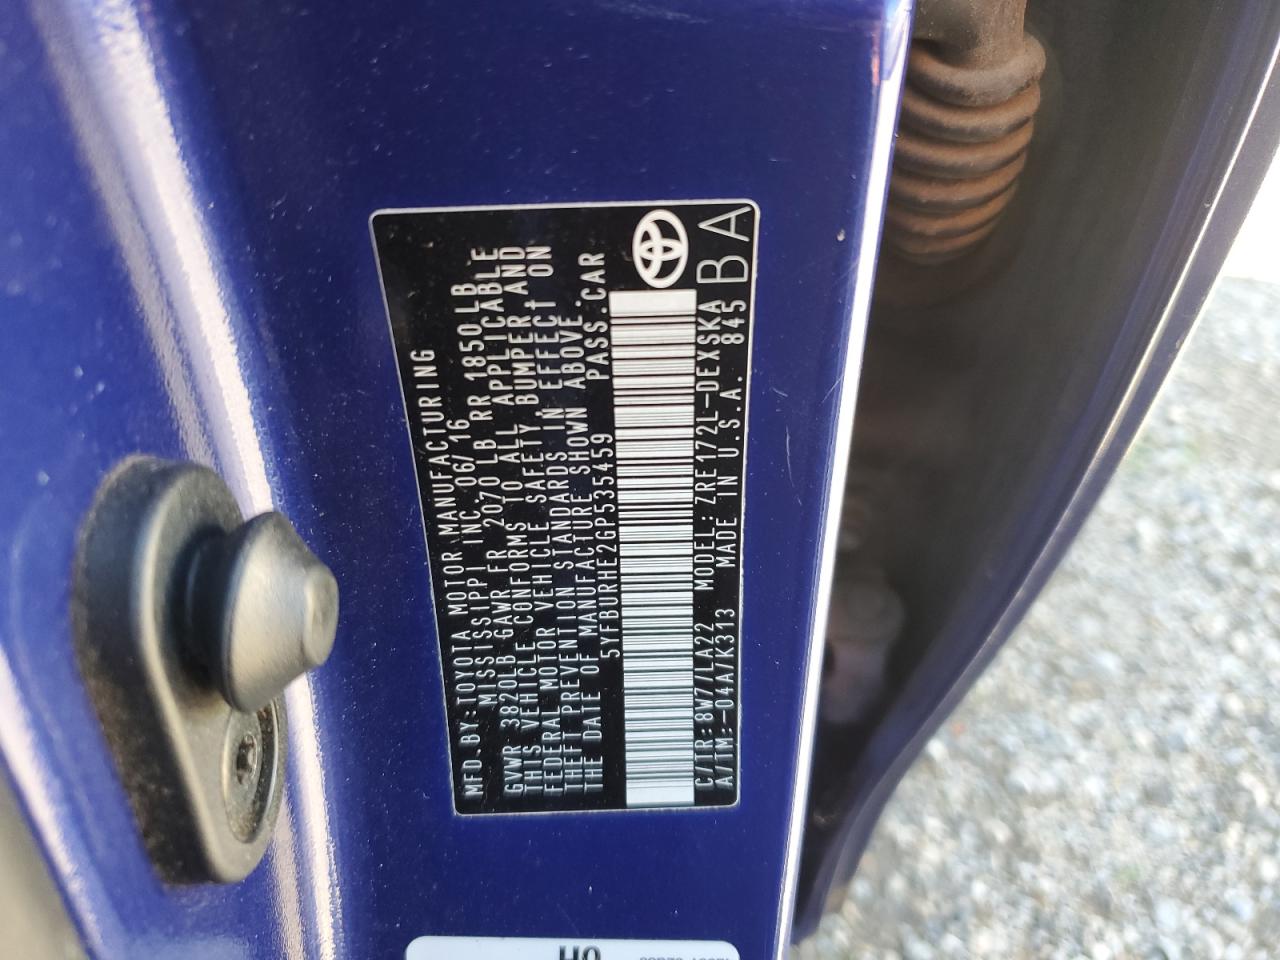 MFD. BY: TOYOTA MOTOR MANUFACTURING
MISSISSIPPI INC. 06/16
GVWR 3820LB GAWR FR 2070 LB RR 1850 LB
THIS VEHICLE CONFORMS TO ALL APPLICABLE
FEDERAL MOTOR VEHICLE SAFETY, BUMPER, AND
THEFT PREVENTION STANDARDS IN EFFECT ON
THE DATE OF MANUFACTURE SHOWN ABOVE.
5YFBURHE2GP535459 PASS. CAR
C/TR: 8W7/LA22 MODEL: ZRE172L-DEXSKA
A/TM: -04A/K313 MADE IN U.S.A. 845
BA